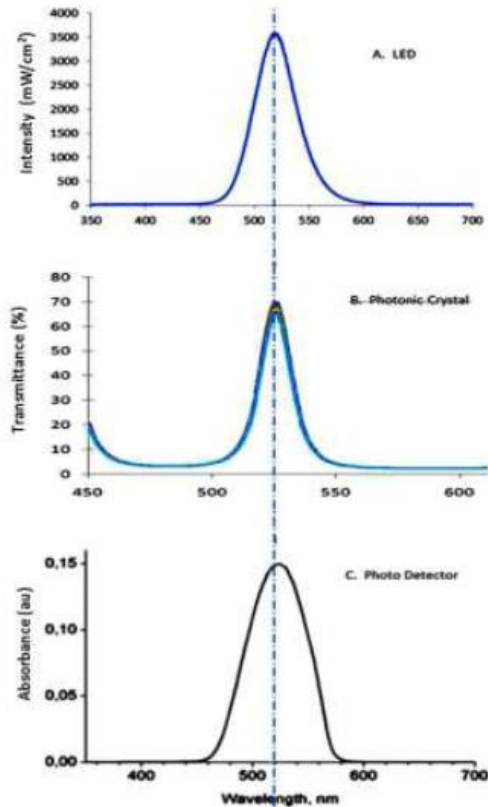 A. LED
Intensity (mW/cm²)
4000
3500
3000
2500
2000
1500
1000
500
0
350 400 450 500 550 600 650 700
B. Photonic Crystal
Transmittance (%)
80
70
60
50
40
30
20
10
0
450 500 550 600
C. Photo Detector
Absorbance (au)
0,15
0,10
0,05
0,00
400 500 600 700
Wavelength, nm